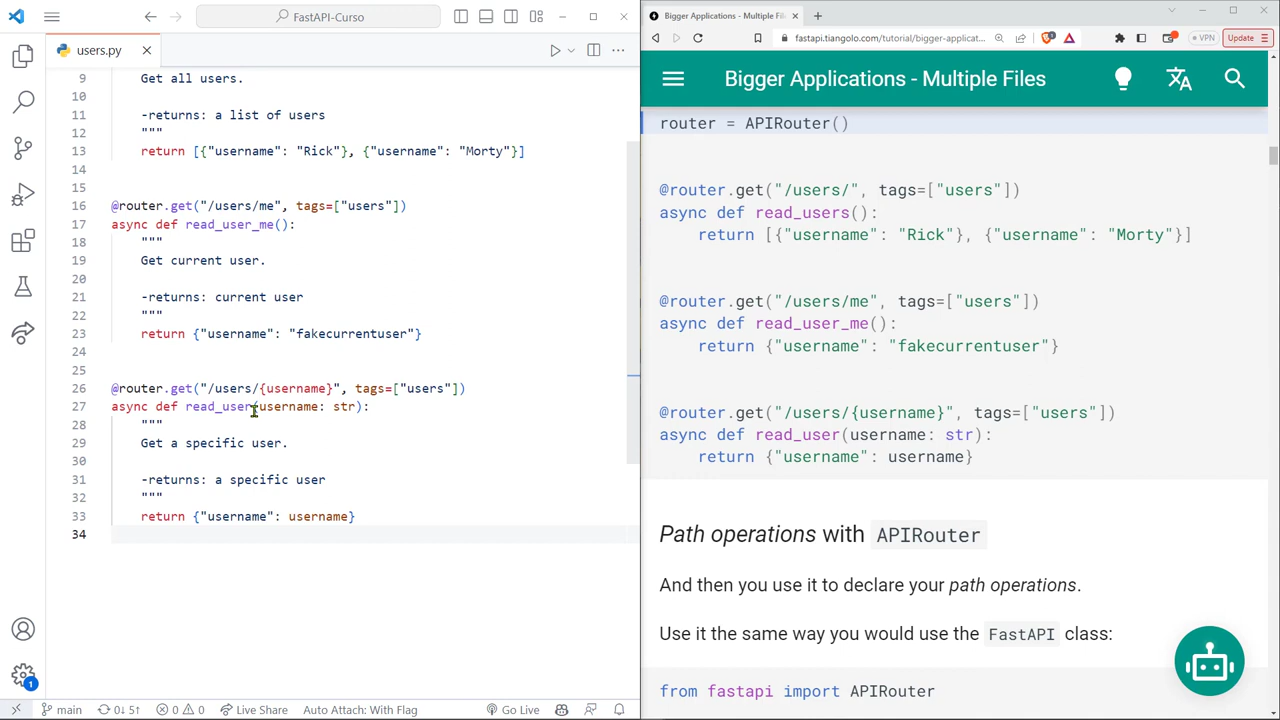 FastAPI-Curso
users.py
9 Get all users.
10
11 -returns: a list of users
12 """
13 return [{"username": "Rick"}, {"username": "Morty"}]
14
15
16 @router.get("/users/me", tags=["users"])
17 async def read_user_me():
18 """
19 Get current user.
20
21 -returns: current user
22 """
23 return {"username": "fakecurrentuser"}
24
25
26 @router.get("/users/{username}", tags=["users"])
27 async def read_user(username: str):
28 """
29 Get a specific user.
30
31 -returns: a specific user
32 """
33 return {"username": username}
34
1
main 0↓ 5↑ 0 0 Live Share Auto Attach: With Flag Go Live
Bigger Applications - Multiple Fi
fastapi.tiangolo.com/tutorial/bigger-applicat...
VPN
Update
Bigger Applications - Multiple Files
router = APIRouter()
@router.get("/users/", tags=["users"])
async def read_users():
return [{"username": "Rick"}, {"username": "Morty"}]
@router.get("/users/me", tags=["users"])
async def read_user_me():
return {"username": "fakecurrentuser"}
@router.get("/users/{username}", tags=["users"])
async def read_user(username: str):
return {"username": username}
Path operations with APIRouter
And then you use it to declare your path operations.
Use it the same way you would use the FastAPI class:
from fastapi import APIRouter